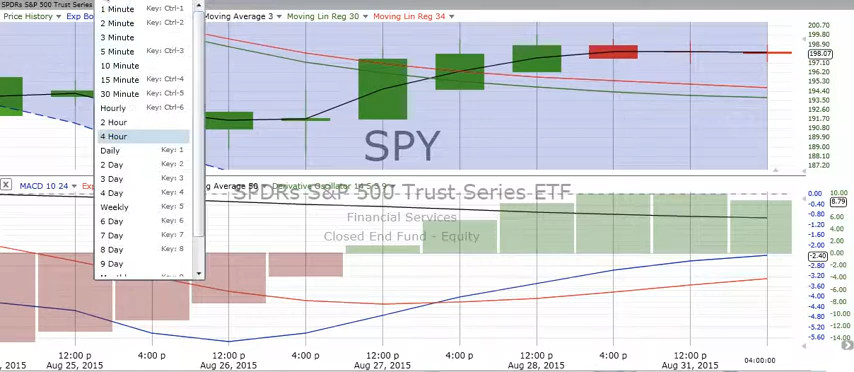 SPDRs S&P 500 Trust Series
Price History Exp Bo Moving Average 3 Moving Lin Reg 30 Moving Lin Reg 34
1 Minute Key: Ctrl-1
2 Minute Key: Ctrl-2
3 Minute
5 Minute Key: Ctrl-3
10 Minute
15 Minute Key: Ctrl-4
30 Minute Key: Ctrl-5
Hourly Key: Ctrl-6
2 Hour
4 Hour
Daily Key: 1
2 Day Key: 2
3 Day Key: 3
4 Day Key: 4
Weekly Key: 5
6 Day Key: 6
7 Day Key: 7
8 Day Key: 8
9 Day
200.70
199.80
198.90
198.07
197.10
196.20
195.30
194.40
193.50
192.60
191.70
190.80
189.90
189.00
188.10
187.20
SPY
X MACD 10 24 Exp ng Average 50 Derivative Oscillator 14 5 3 9
SPDRs S&P 500 Trust Series ETF
Financial Services
Closed End Fund - Equity
0.00 10.00
-0.40 8.79
-0.80
-1.20 6.00
-1.60 4.00
-2.00 2.00
-2.40 0.00
-2.80 -2.00
-3.20 -4.00
-3.60
-4.00 -6.00
-4.40 -8.00
-4.80 -10.00
-5.20 -12.00
-5.60 -14.00
12:00 p 4:00 p 12:00 p 4:00 p 12:00 p 4:00 p 12:00 p 4:00 p 12:00 p 04:00:00
, 2015 Aug 25, 2015 Aug 26, 2015 Aug 27, 2015 Aug 28, 2015 Aug 31, 2015